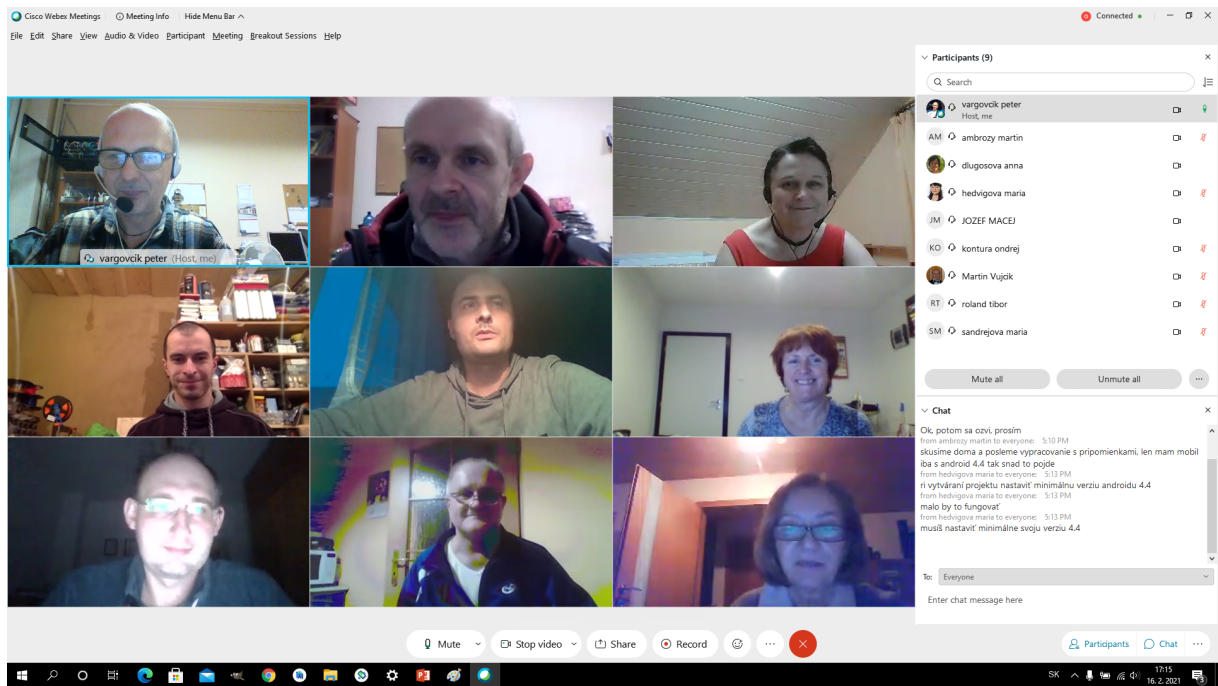 Cisco Webex Meetings
Meeting Info
Hide Menu Bar
Connected
File Edit Share View Audio & Video Participant Meeting Breakout Sessions Help
vargovcik peter (Host, me)
Participants (9)
Search
vargovcik peter
Host, me
AM ambrozy martin
dlugosova anna
hedvigova maria
JM JOZEF MACEJ
KO kontura ondrej
Martin Vujcik
RT roland tibor
SM sandrejova maria
Mute all
Unmute all
Chat
Ok, potom sa ozvi, prosím
from ambrozy martin to everyone: 5:10 PM
skusime doma a posleme vypracovanie s pripomienkami, len mam mobil
iba s android 4.4 tak snad to pojde
from hedvigova maria to everyone: 5:13 PM
ri vytváraní projektu nastaviť minimálnu verziu androidu 4.4
from hedvigova maria to everyone: 5:13 PM
malo by to fungovať
from hedvigova maria to everyone: 5:13 PM
musíš nastaviť minimálne svoju verziu 4.4
To: Everyone
Enter chat message here
Mute
Stop video
Share
Record
Participants
Chat
SK
17:15
16. 2. 2021
3